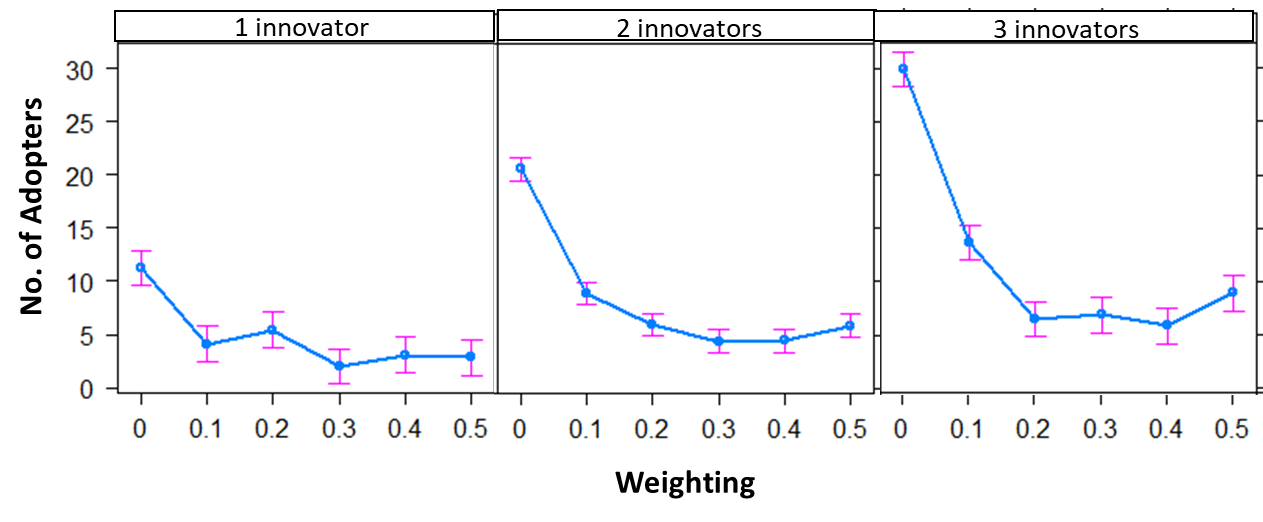 1 innovator
2 innovators
3 innovators
No. of Adopters
30
25
20
15
10
5
0
0 0.1 0.2 0.3 0.4 0.5
0 0.1 0.2 0.3 0.4 0.5
0 0.1 0.2 0.3 0.4 0.5
Weighting